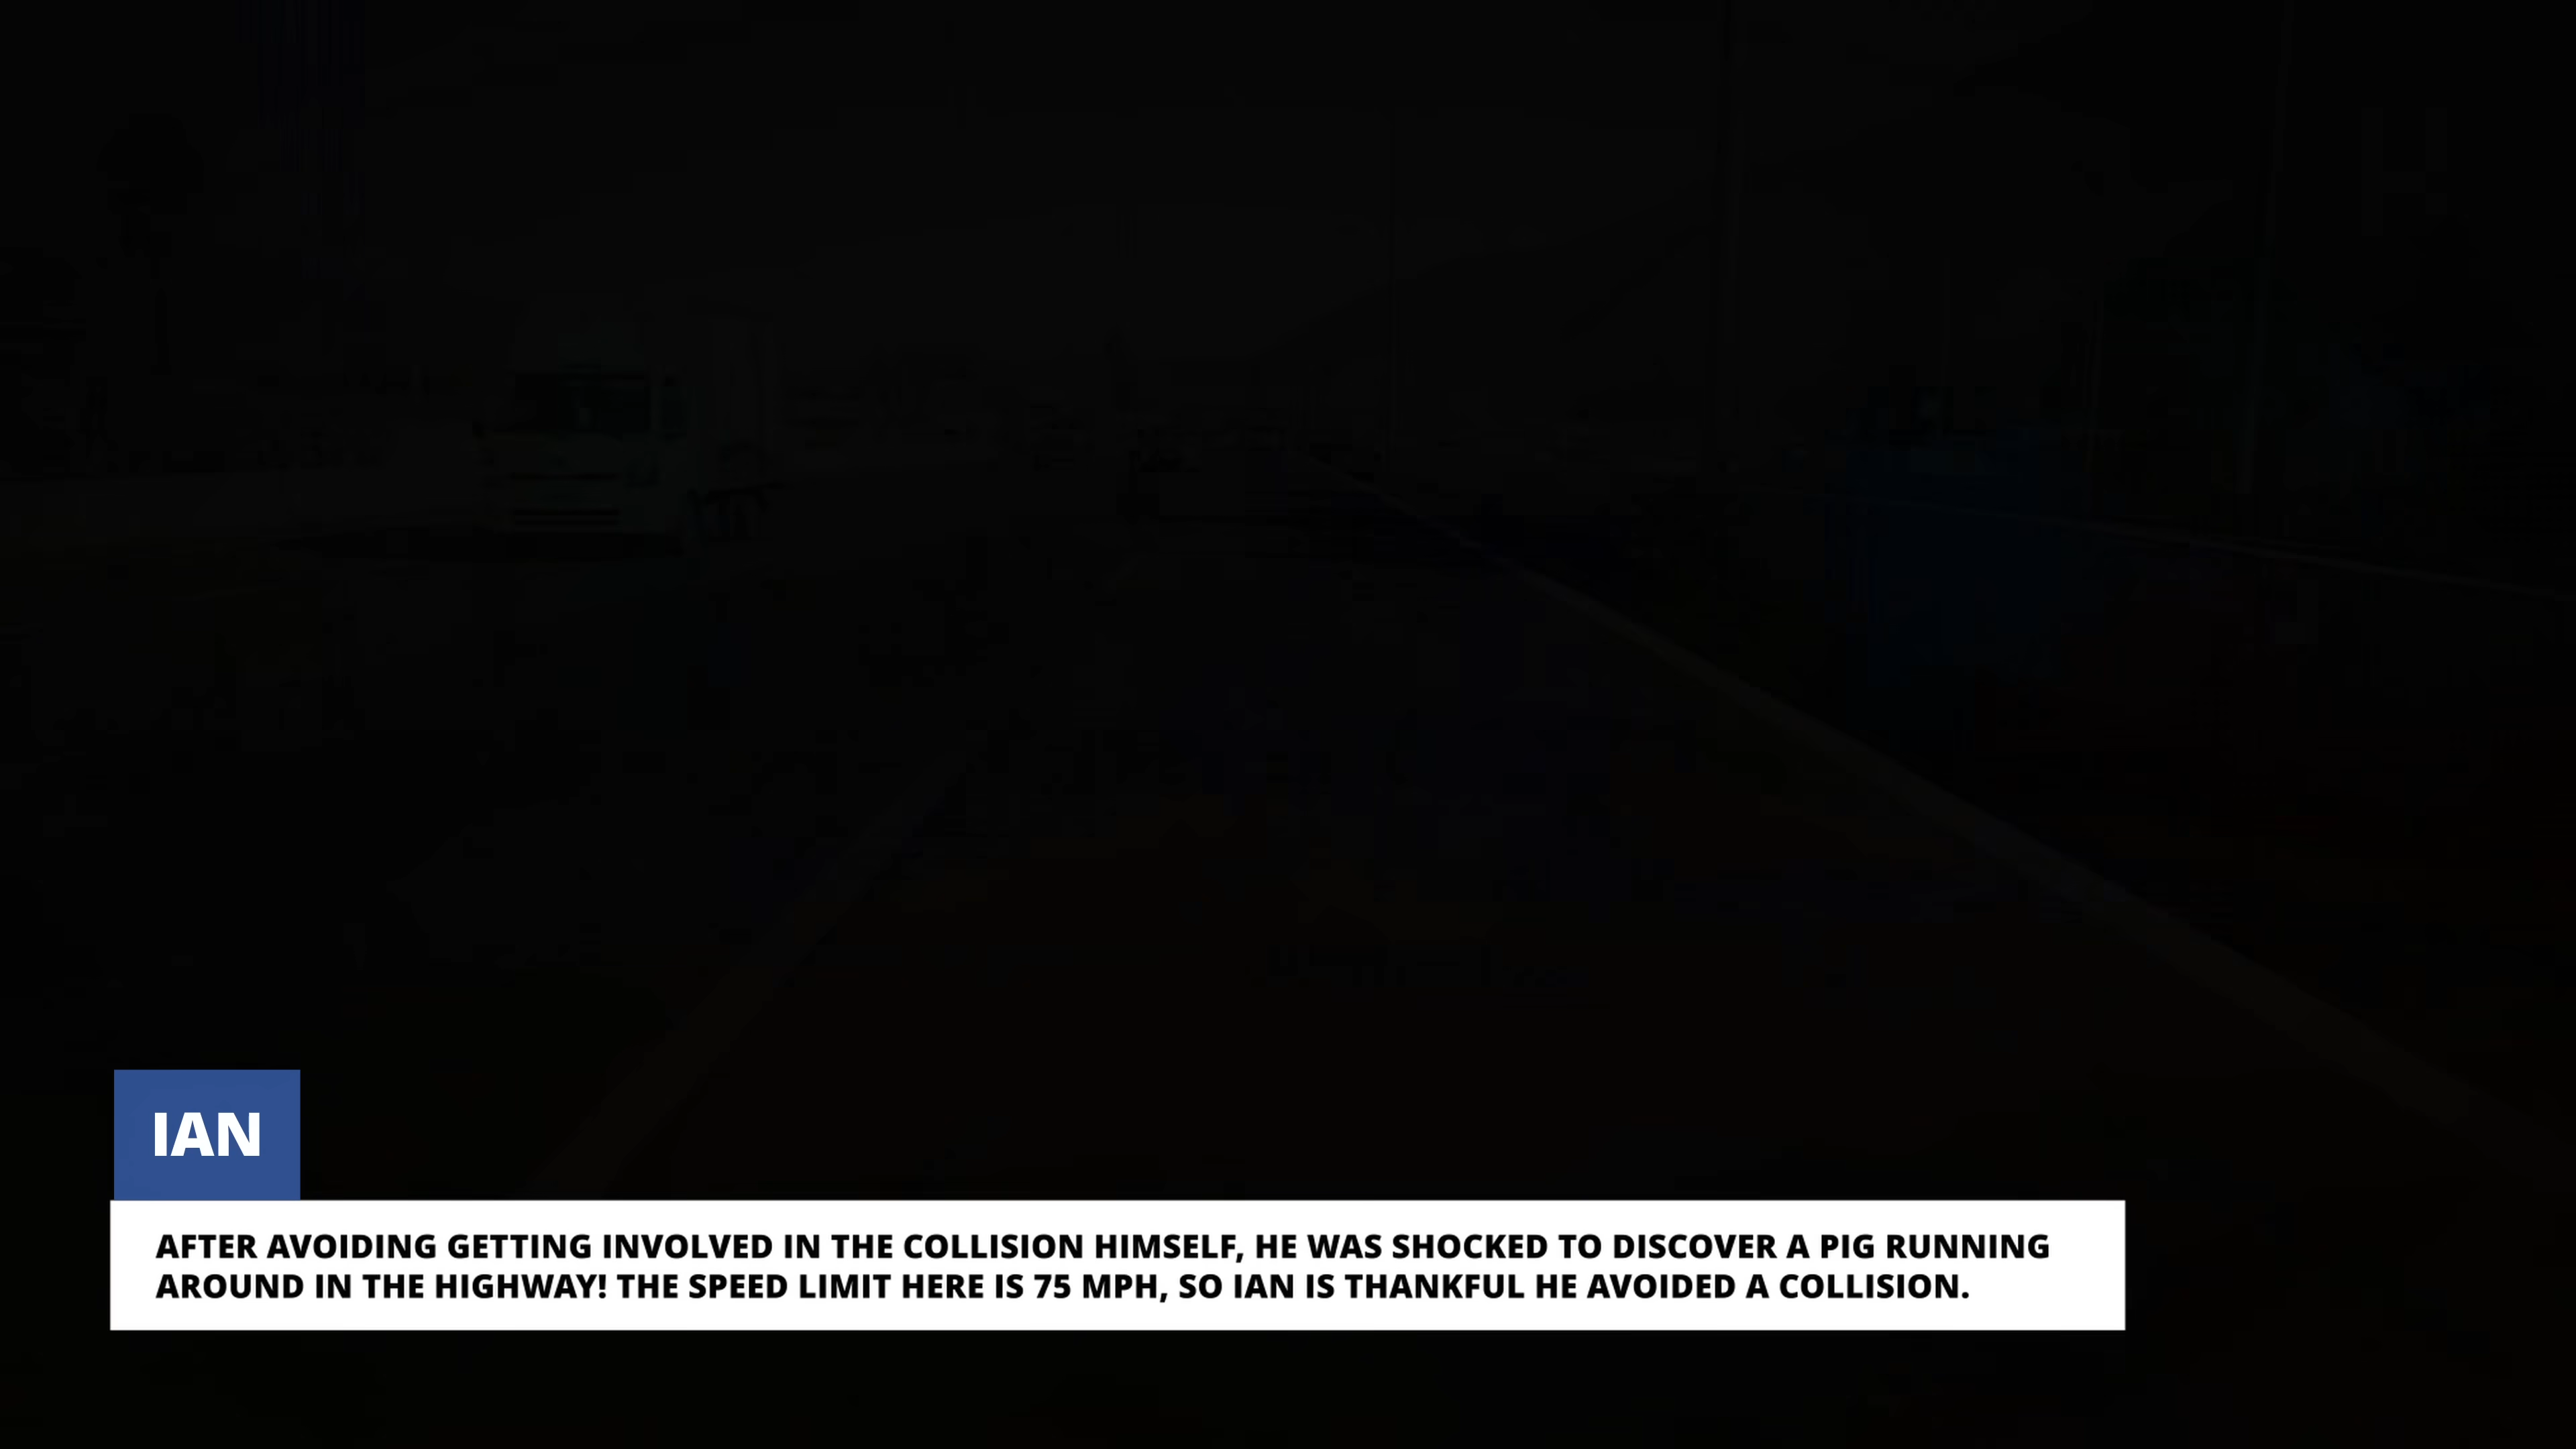 IAN
AFTER AVOIDING GETTING INVOLVED IN THE COLLISION HIMSELF, HE WAS SHOCKED TO DISCOVER A PIG RUNNING
AROUND IN THE HIGHWAY! THE SPEED LIMIT HERE IS 75 MPH, SO IAN IS THANKFUL HE AVOIDED A COLLISION.